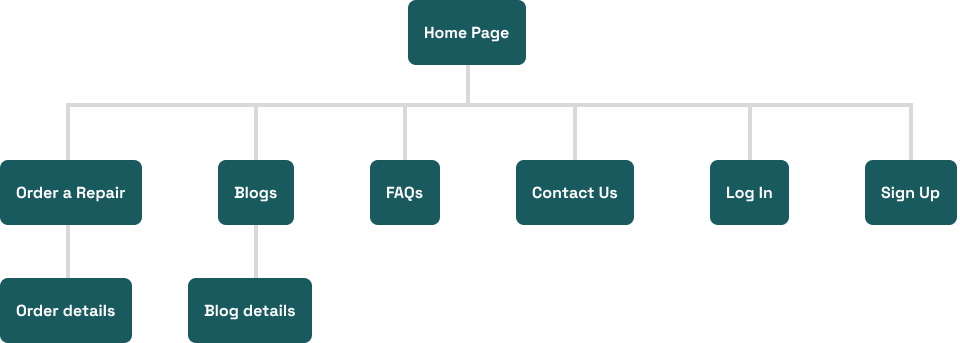 Home Page
Order a Repair
Blogs
FAQs
Contact Us
Log In
Sign Up
Order details
Blog details